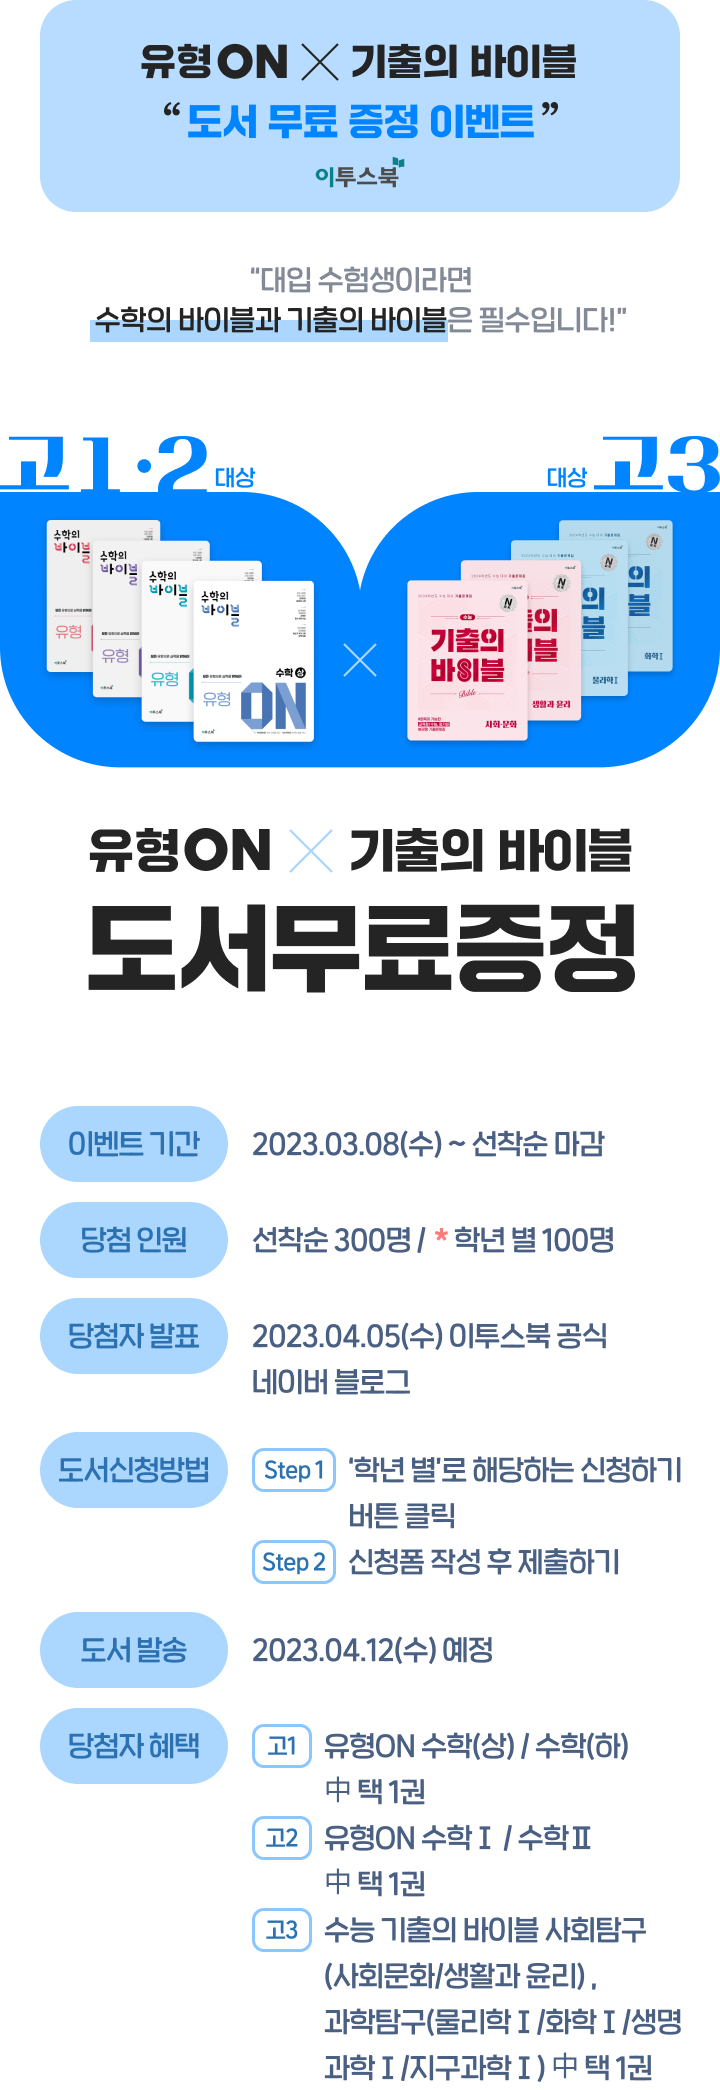 유형ON × 기출의 바이블
“도서 무료 증정 이벤트”
이투스북
“대입 수험생이라면
수학의 바이블과 기출의 바이블은 필수입니다!”
고1·2 대상
대상 고3
수학의
바이블
유형
이투스북
수학의
바이블
유형
수학의
바이블
유형
수학의
바이블
수학 상
유형 ON
이투스북
×
수능
기출의
바이블
Bible
사회·문화
생활과 윤리
물리학Ⅰ
화학Ⅰ
유형ON × 기출의 바이블
도서무료증정
이벤트 기간 2023.03.08(수) ~ 선착순 마감
당첨 인원 선착순 300명 / * 학년 별 100명
당첨자 발표 2023.04.05(수) 이투스북 공식
네이버 블로그
도서신청방법 Step 1 ‘학년 별’로 해당하는 신청하기
버튼 클릭
Step 2 신청폼 작성 후 제출하기
도서 발송 2023.04.12(수) 예정
당첨자 혜택 고1 유형ON 수학(상) / 수학(하)
中 택 1권
고2 유형ON 수학Ⅰ / 수학Ⅱ
中 택 1권
고3 수능 기출의 바이블 사회탐구
(사회문화/생활과 윤리) ,
과학탐구(물리학Ⅰ/화학Ⅰ/생명
과학Ⅰ/지구과학Ⅰ) 中 택 1권